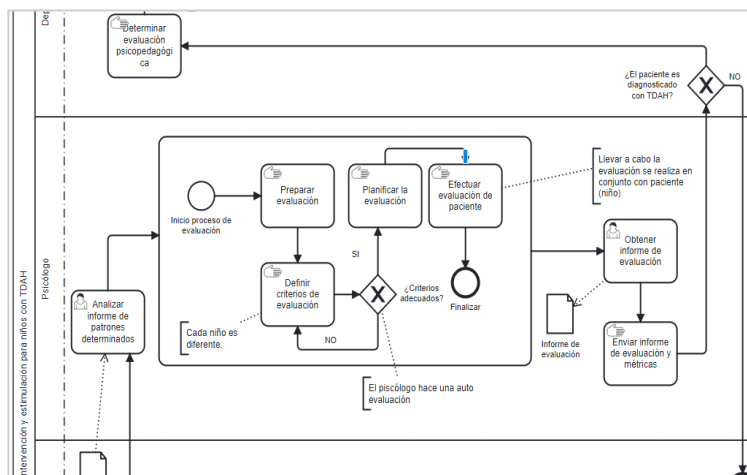 Dep
Determinar
evaluación
psicopedagógi
ca
¿El paciente es
diagnosticado
con TDAH?
NO
ntervención y estimulación para niños con TDAH
Psicólogo
Inicio proceso de
evaluación
Preparar
evaluación
Planificar la
evaluación
Efectuar
evaluación de
paciente
Llevar a cabo la
evaluación se realiza en
conjunto con paciente
(niño)
Obtener
informe de
evaluación
SI
Definir
criterios de
evaluación
¿Criterios
adecuados?
Finalizar
Analizar
informe de
patrones
determinados
Cada niño es
diferente.
NO
Informe de
evaluación
Enviar informe
de evaluación y
métricas
El piscólogo hace una auto
evaluación